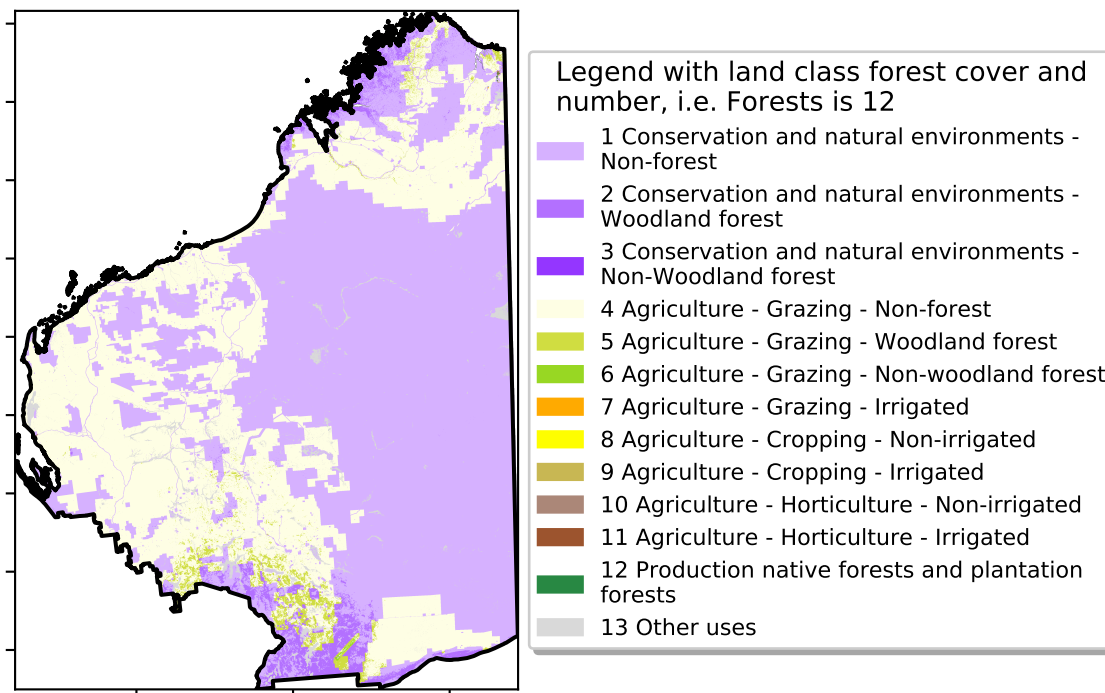 Legend with land class forest cover and
number, i.e. Forests is 12
1 Conservation and natural environments -
Non-forest
2 Conservation and natural environments -
Woodland forest
3 Conservation and natural environments -
Non-Woodland forest
4 Agriculture - Grazing - Non-forest
5 Agriculture - Grazing - Woodland forest
6 Agriculture - Grazing - Non-woodland forest
7 Agriculture - Grazing - Irrigated
8 Agriculture - Cropping - Non-irrigated
9 Agriculture - Cropping - Irrigated
10 Agriculture - Horticulture - Non-irrigated
11 Agriculture - Horticulture - Irrigated
12 Production native forests and plantation
forests
13 Other uses